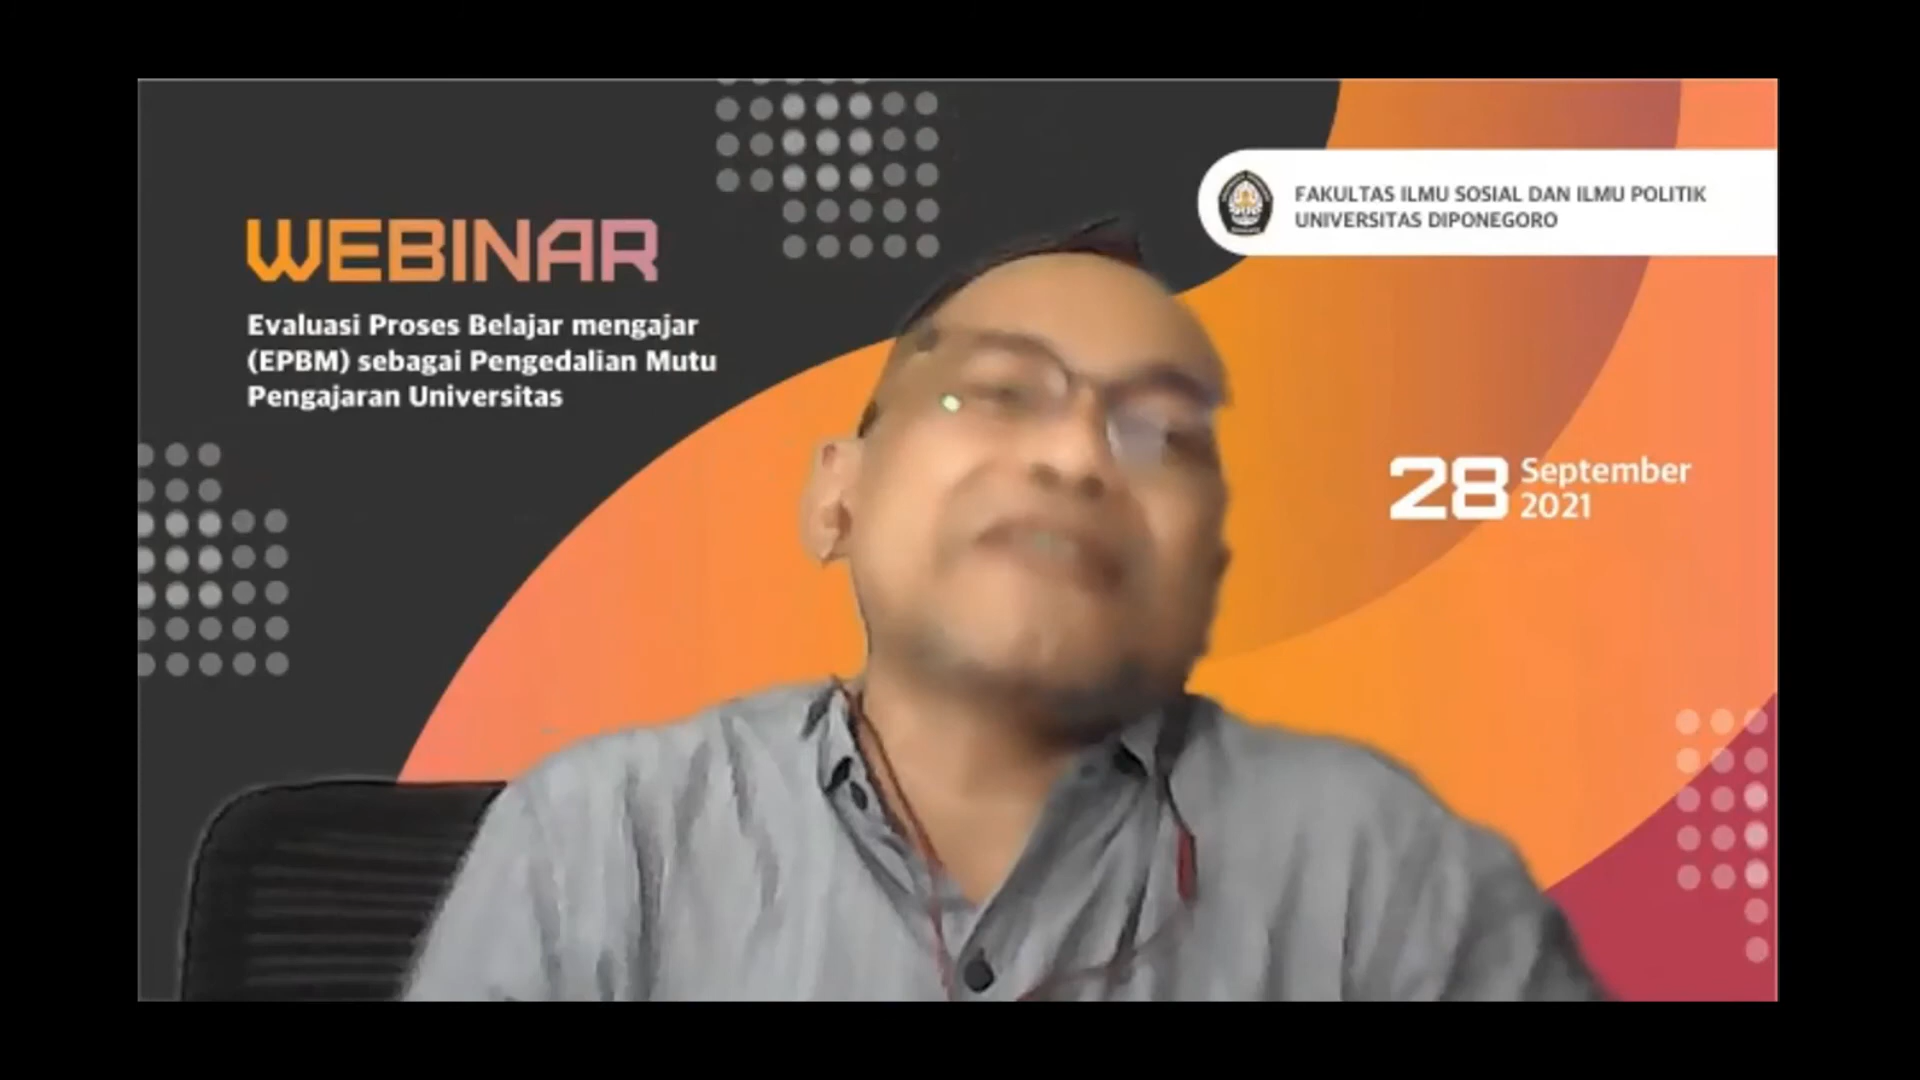 WEBINAR
Evaluasi Proses Belajar mengajar
(EPBM) sebagai Pengedalian Mutu
Pengajaran Universitas
FAKULTAS ILMU SOSIAL DAN ILMU POLITIK
UNIVERSITAS DIPONEGORO
28 September
2021